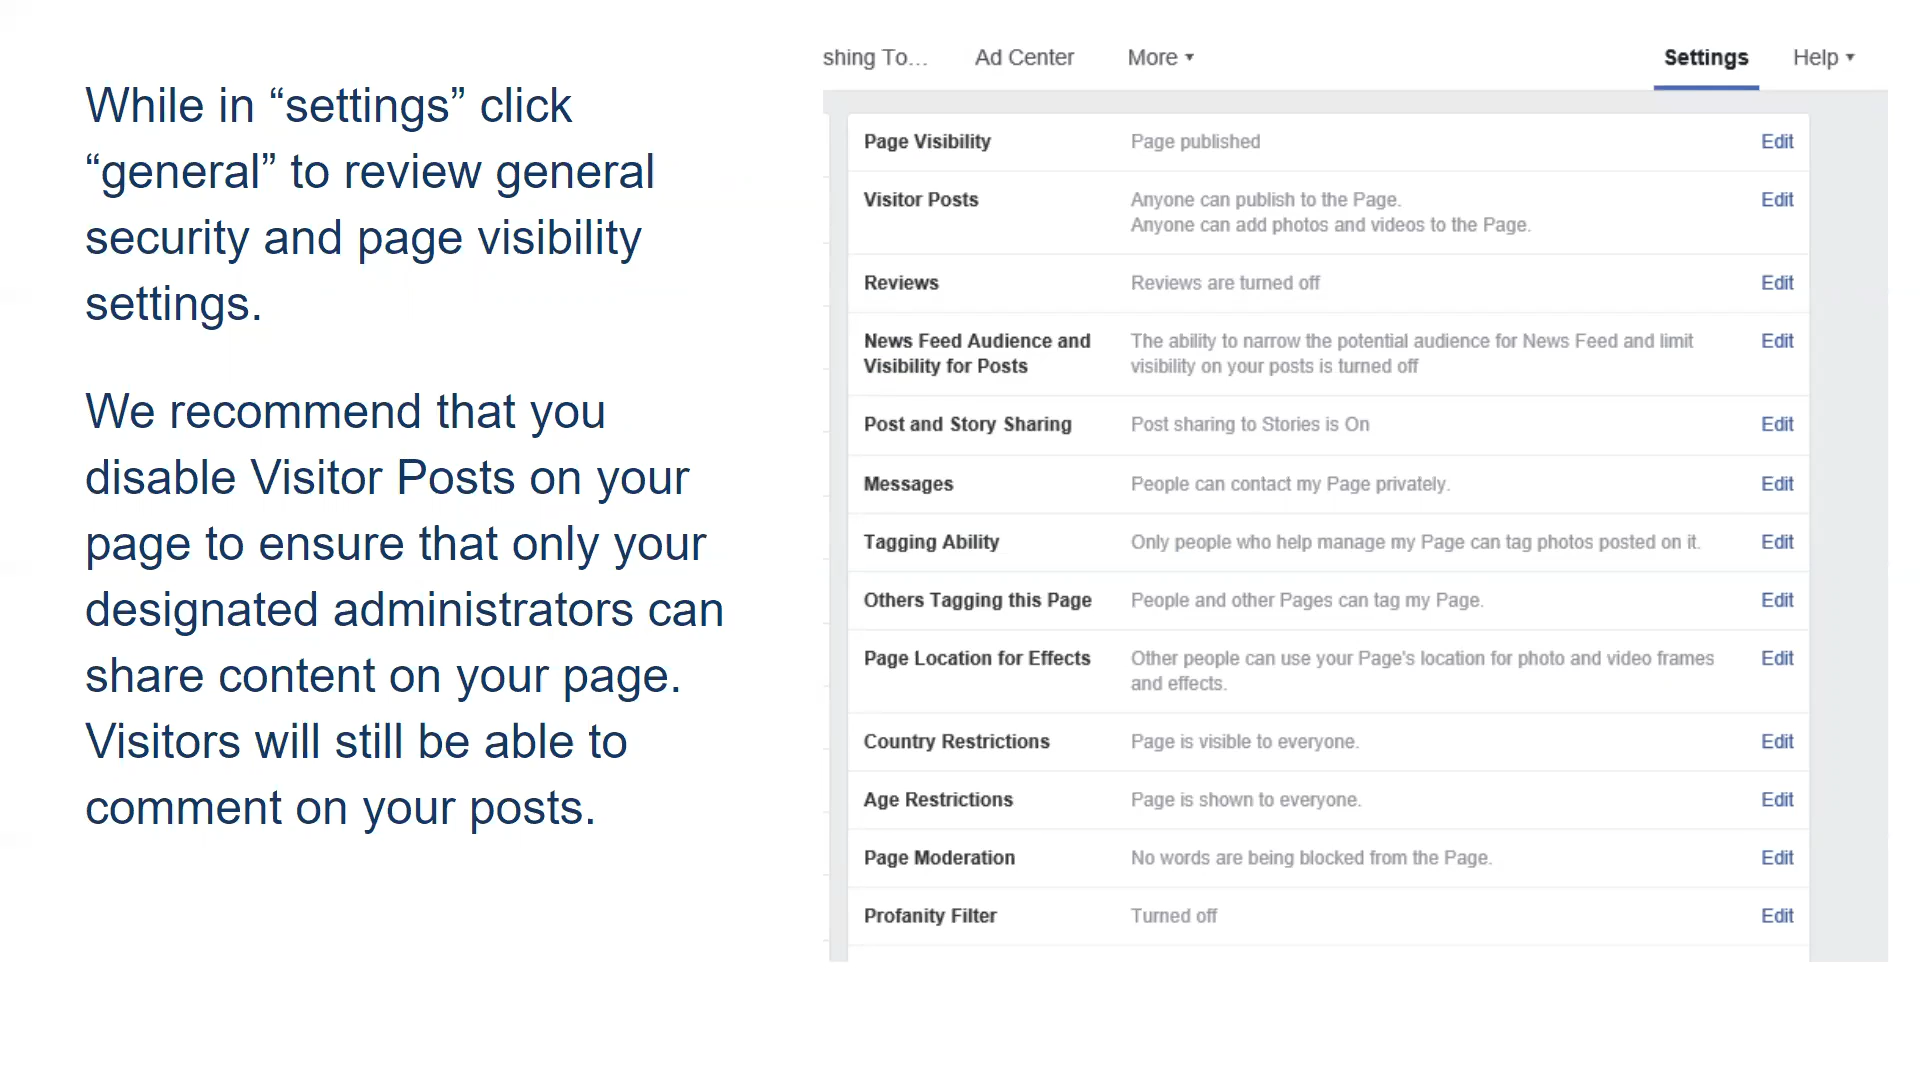 While in “settings” click
“general” to review general
security and page visibility
settings.
We recommend that you
disable Visitor Posts on your
page to ensure that only your
designated administrators can
share content on your page.
Visitors will still be able to
comment on your posts.
shing To... Ad Center More Settings Help
Page Visibility Page published Edit
Visitor Posts Anyone can publish to the Page. Edit
Anyone can add photos and videos to the Page.
Reviews Reviews are turned off Edit
News Feed Audience and The ability to narrow the potential audience for News Feed and limit Edit
Visibility for Posts visibility on your posts is turned off
Post and Story Sharing Post sharing to Stories is On Edit
Messages People can contact my Page privately. Edit
Tagging Ability Only people who help manage my Page can tag photos posted on it. Edit
Others Tagging this Page People and other Pages can tag my Page. Edit
Page Location for Effects Other people can use your Page's location for photo and video frames Edit
and effects.
Country Restrictions Page is visible to everyone. Edit
Age Restrictions Page is shown to everyone. Edit
Page Moderation No words are being blocked from the Page. Edit
Profanity Filter Turned off Edit